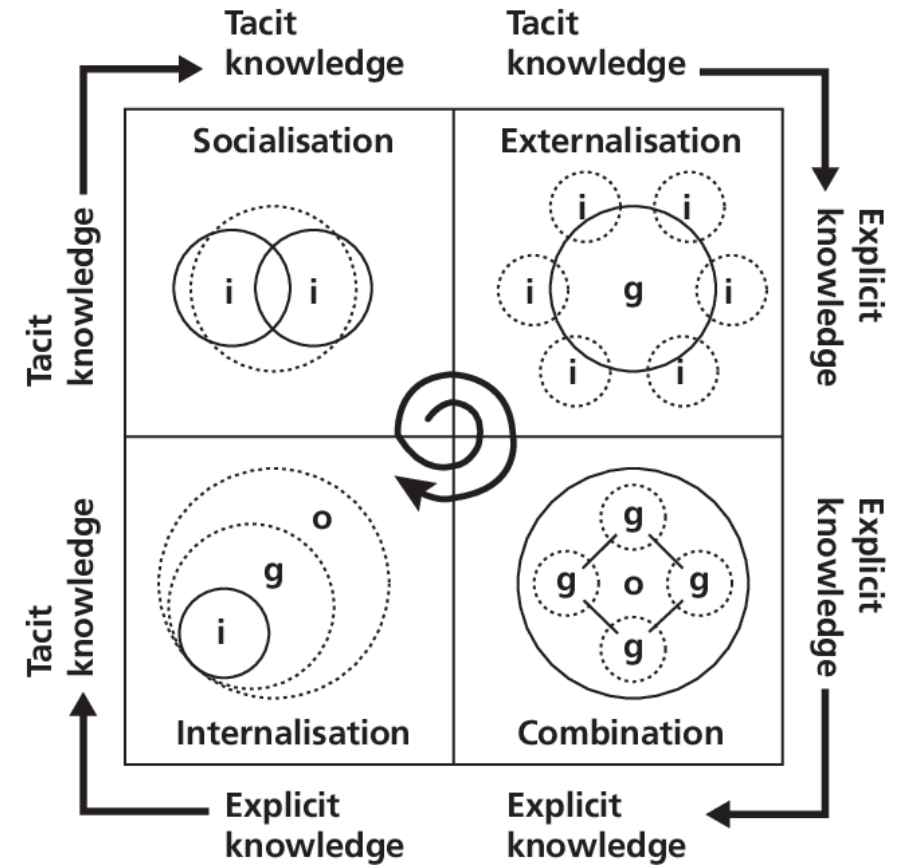 Tacit
knowledge
Tacit
knowledge
Socialisation
Externalisation
i
i
i
i
i
g
i
i
i
Tacit
knowledge
Explicit
knowledge
o
g
i
g
g
o
g
g
Tacit
knowledge
Explicit
knowledge
Internalisation
Combination
Explicit
knowledge
Explicit
knowledge